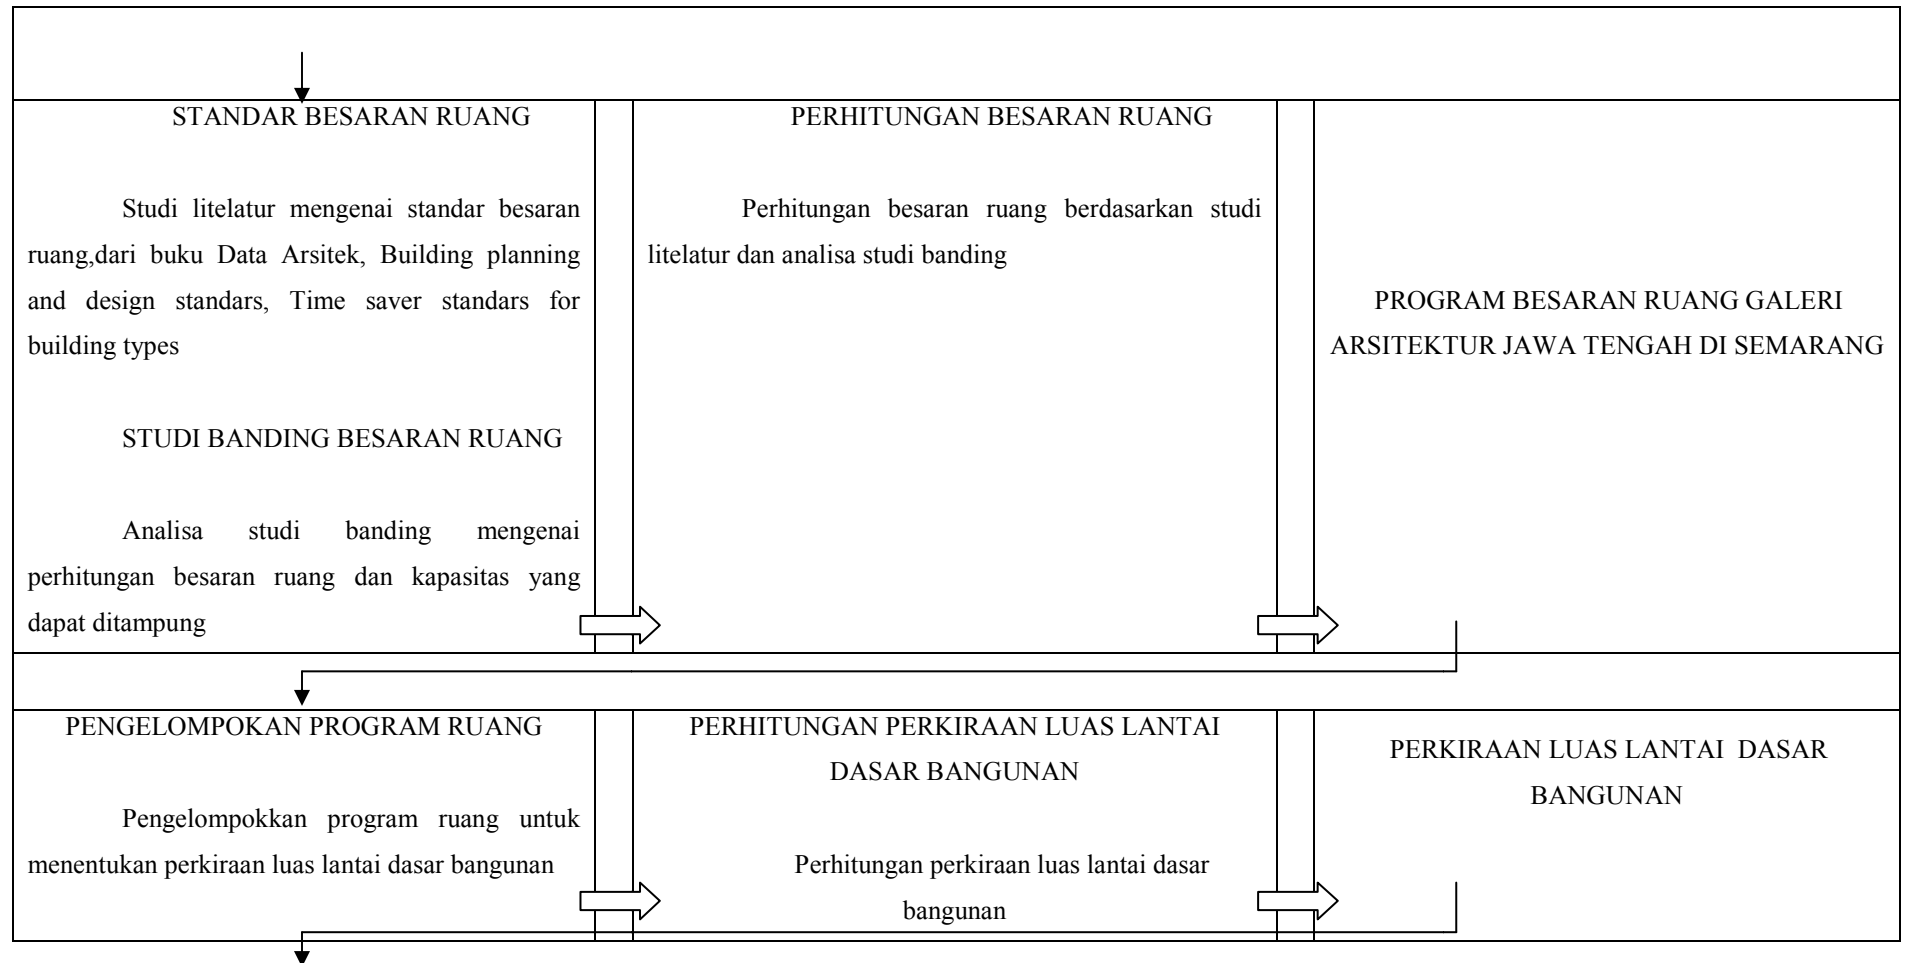 STANDAR BESARAN RUANG
Studi litelatur mengenai standar besaran
ruang,dari buku Data Arsitek, Building planning
and design standars, Time saver standars for
building types
STUDI BANDING BESARAN RUANG
Analisa studi banding mengenai
perhitungan besaran ruang dan kapasitas yang
dapat ditampung
PERHITUNGAN BESARAN RUANG
Perhitungan besaran ruang berdasarkan studi
litelatur dan analisa studi banding
PROGRAM BESARAN RUANG GALERI
ARSITEKTUR JAWA TENGAH DI SEMARANG
PENGELOMPOKAN PROGRAM RUANG
Pengelompokkan program ruang untuk
menentukan perkiraan luas lantai dasar bangunan
PERHITUNGAN PERKIRAAN LUAS LANTAI
DASAR BANGUNAN
Perhitungan perkiraan luas lantai dasar
bangunan
PERKIRAAN LUAS LANTAI DASAR
BANGUNAN